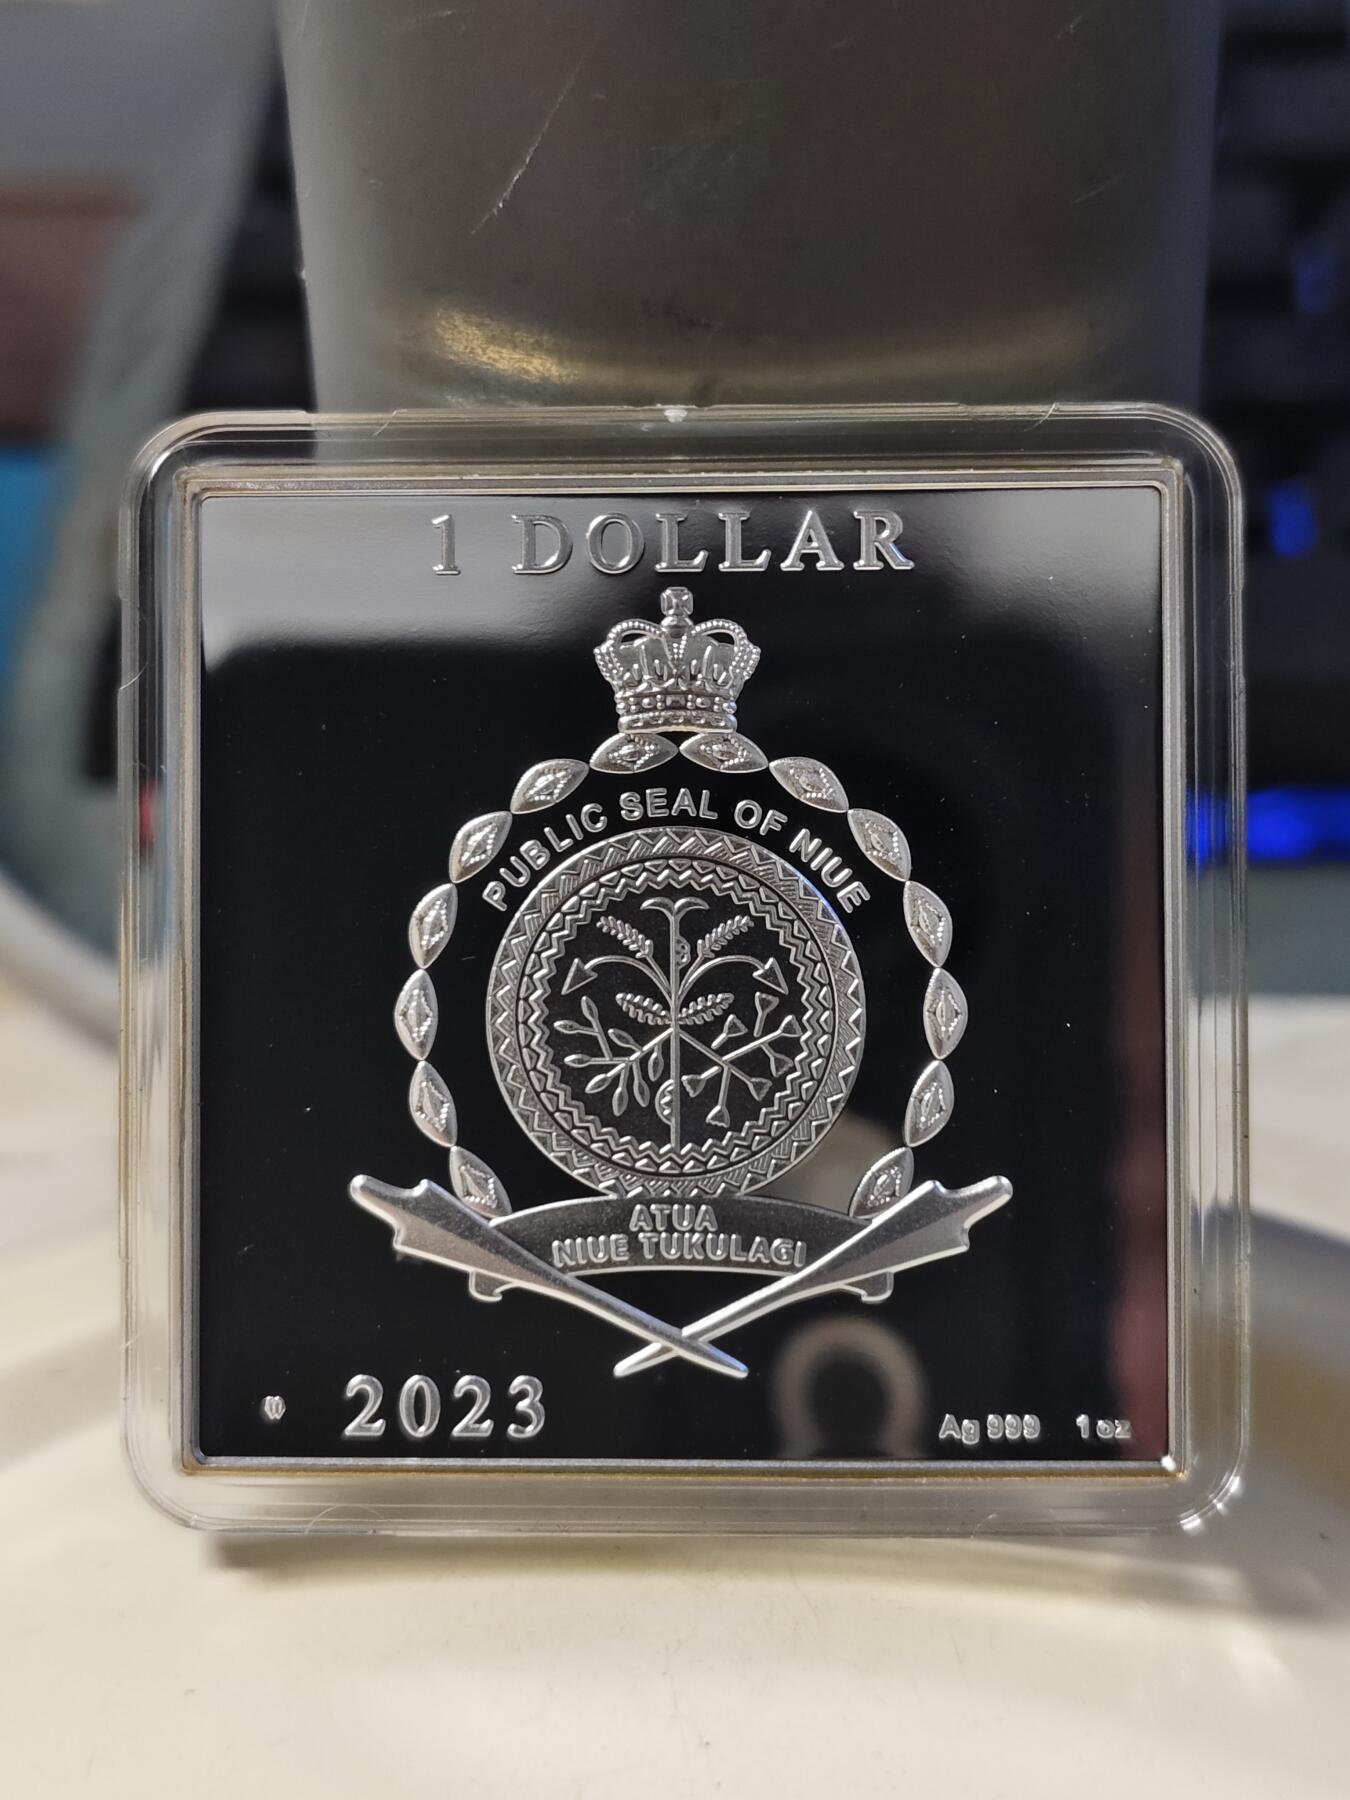 1 DOLLAR
PUBLIC SEAL OF NIUE
ATUA
NIUE TUKULAGI
2023
Ag 999 1 oz